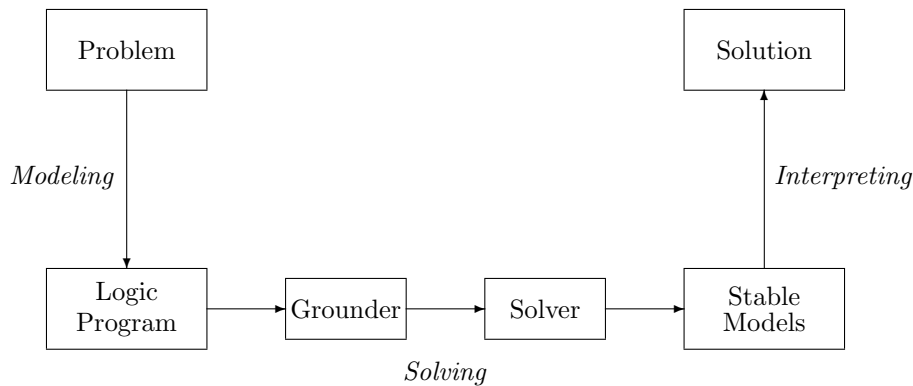 Problem
Solution
Modeling
Interpreting
Logic
Program
Grounder
Solver
Stable
Models
Solving